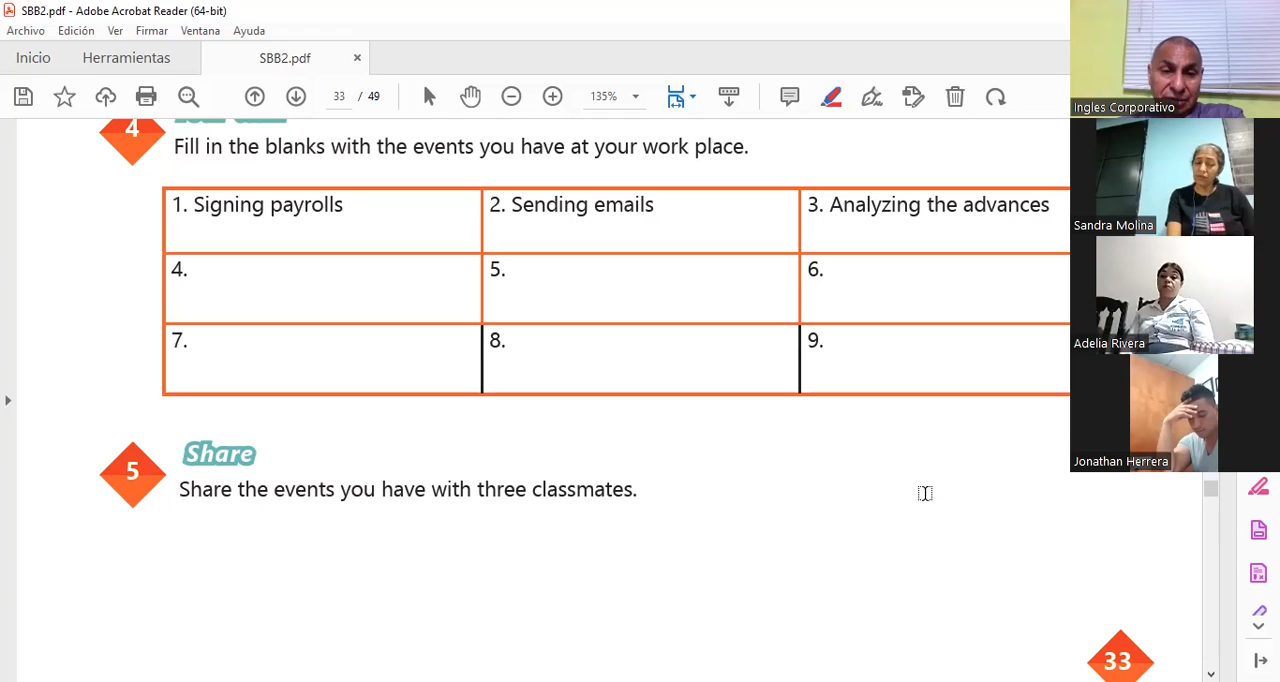 SBB2.pdf - Adobe Acrobat Reader (64-bit)
Archivo Edición Ver Firmar Ventana Ayuda
Inicio Herramientas SBB2.pdf ×
33 / 49 135%
4
Fill in the blanks with the events you have at your work place.
1. Signing payrolls 2. Sending emails 3. Analyzing the advances
4. 5. 6.
7. 8. 9.
5 Share
Share the events you have with three classmates.
33
Ingles Corporativo
Sandra Molina
Adelia Rivera
Jonathan Herrera